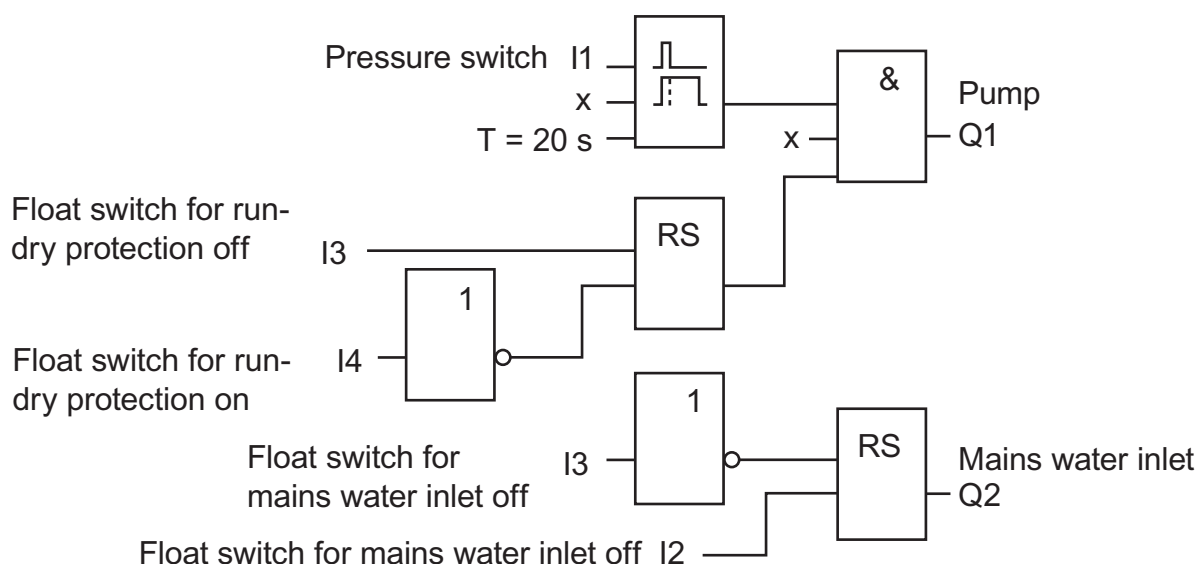 Pressure switch I1
x
T = 20 s
&
x
Pump
Q1
Float switch for run-
dry protection off
I3
RS
1
Float switch for run-
dry protection on
I4
1
Float switch for
mains water inlet off
I3
RS
Mains water inlet
Q2
Float switch for mains water inlet off I2